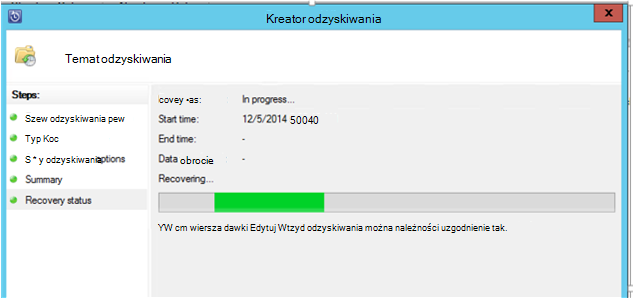 Kreator odzyskiwania
x
Temat odzyskiwania
Steps:
Szew odzyskiwania pew
Typ Koc
S * y odzyskiwania options
Summary
Recovery status
covey •as: In progress...
Start time: 12/5/2014 50040
End time: -
Data obrocie -
Recovering...
YW cm wiersza dawki Edytuj Wtzyd odzyskiwania można należności uzgodnienie tak.